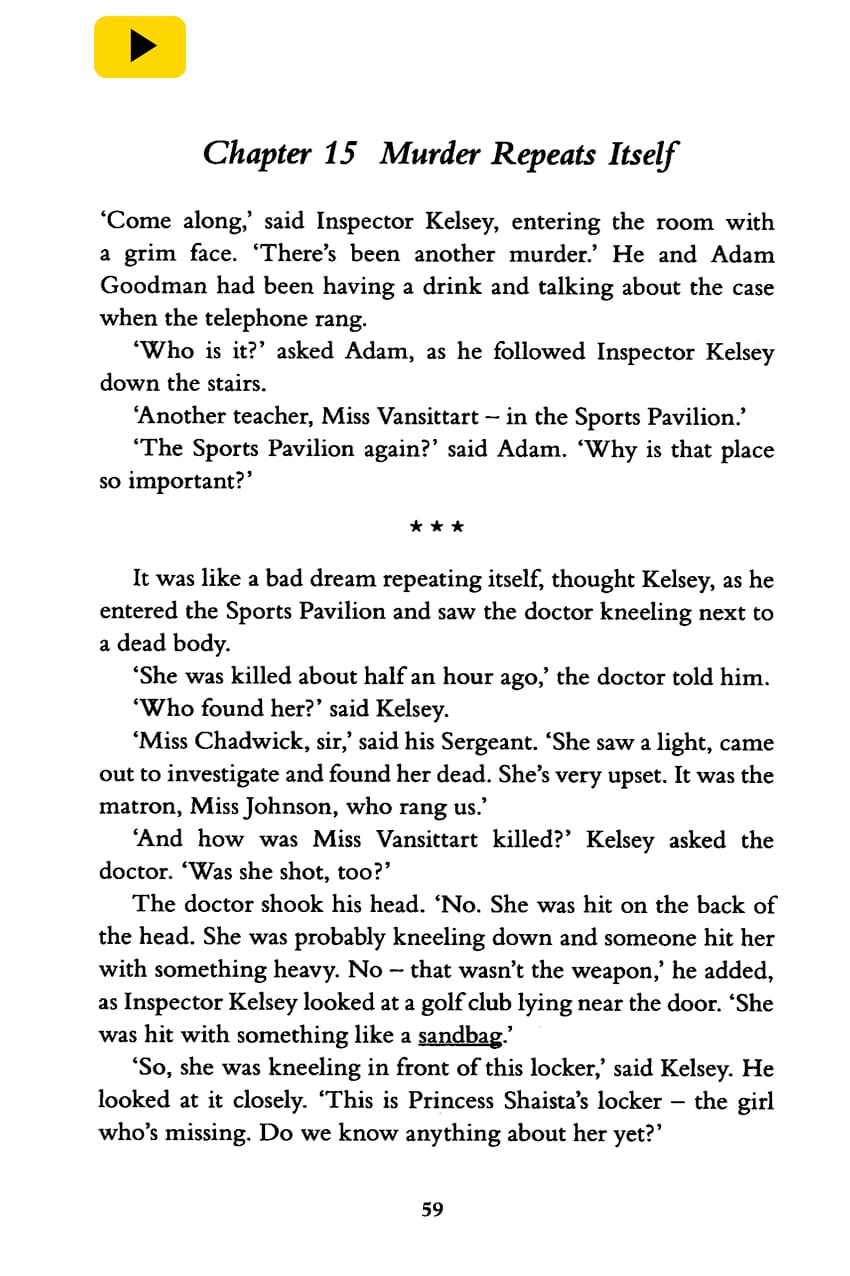 Chapter 15 Murder Repeats Itself
‘Come along,’ said Inspector Kelsey, entering the room with
a grim face. ‘There’s been another murder.’ He and Adam
Goodman had been having a drink and talking about the case
when the telephone rang.
‘Who is it?’ asked Adam, as he followed Inspector Kelsey
down the stairs.
‘Another teacher, Miss Vansittart – in the Sports Pavilion.’
‘The Sports Pavilion again?’ said Adam. ‘Why is that place
so important?’
★ ★ ★
It was like a bad dream repeating itself, thought Kelsey, as he
entered the Sports Pavilion and saw the doctor kneeling next to
a dead body.
‘She was killed about half an hour ago,’ the doctor told him.
‘Who found her?’ said Kelsey.
‘Miss Chadwick, sir,’ said his Sergeant. ‘She saw a light, came
out to investigate and found her dead. She’s very upset. It was the
matron, Miss Johnson, who rang us.’
‘And how was Miss Vansittart killed?’ Kelsey asked the
doctor. ‘Was she shot, too?’
The doctor shook his head. ‘No. She was hit on the back of
the head. She was probably kneeling down and someone hit her
with something heavy. No – that wasn’t the weapon,’ he added,
as Inspector Kelsey looked at a golf club lying near the door. ‘She
was hit with something like a sandbag.’
‘So, she was kneeling in front of this locker,’ said Kelsey. He
looked at it closely. ‘This is Princess Shaista’s locker – the girl
who’s missing. Do we know anything about her yet?’
59